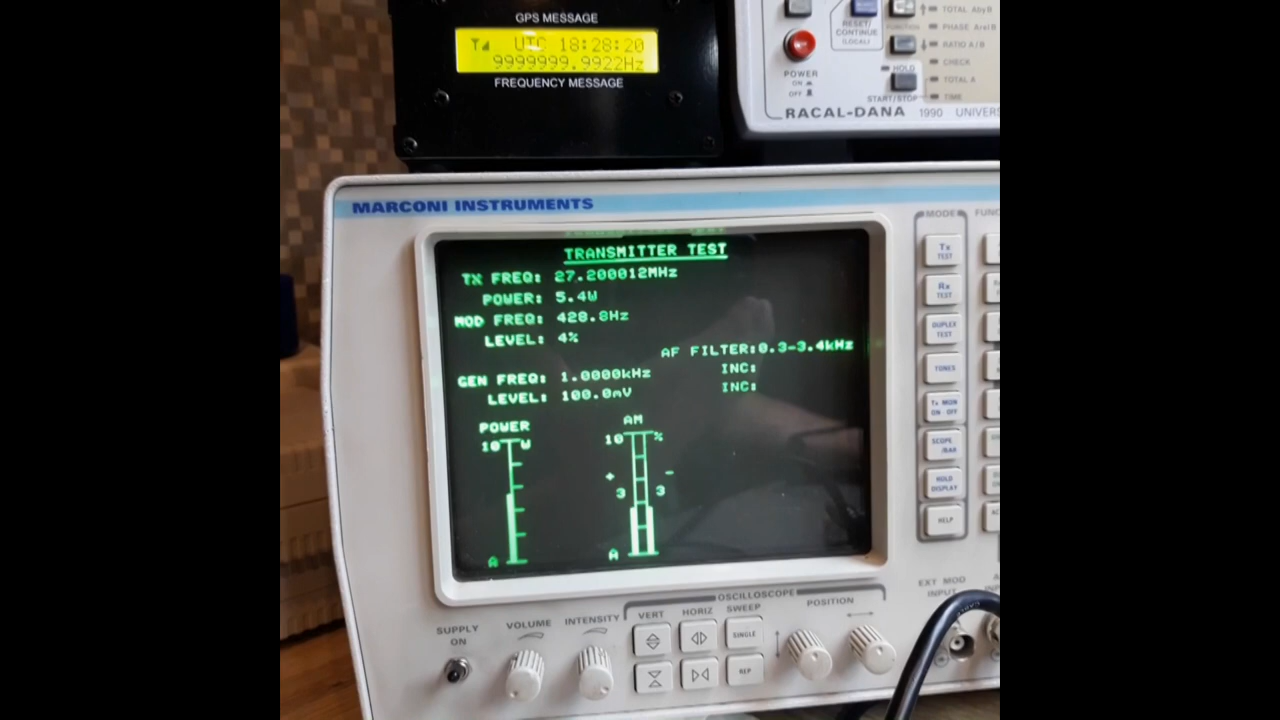 GPS MESSAGE
UTC 18:28:20
9999999.9922Hz
FREQUENCY MESSAGE
RESET/
CONTINUE
(LOCAL)
FUNCTION
TOTAL A by B
PHASE A rel B
RATIO A/B
CHECK
TOTAL A
TIME
POWER
ON
OFF
HOLD
START/STOP
RACAL-DANA 1990 UNIVERS
MARCONI INSTRUMENTS
TRANSMITTER TEST
TX FREQ: 27.200012MHz
POWER: 5.4W
MOD FREQ: 428.8Hz
LEVEL: 4%
AF FILTER:0.3-3.4kHz
GEN FREQ: 1.0000kHz INC:
LEVEL: 100.0mV INC:
POWER
10 W
A
AM
10 %
+ -
3 3
A
MODE
FUNC
Tx
TEST
Rx
TEST
DUPLEX
TEST
TONES
Tx MON
ON - OFF
SCOPE
/BAR
HOLD
DISPLAY
HELP
EXT MOD
INPUT
OSCILLOSCOPE
SUPPLY
ON
VOLUME
INTENSITY
VERT
HORIZ
SWEEP
POSITION
SINGLE
REP